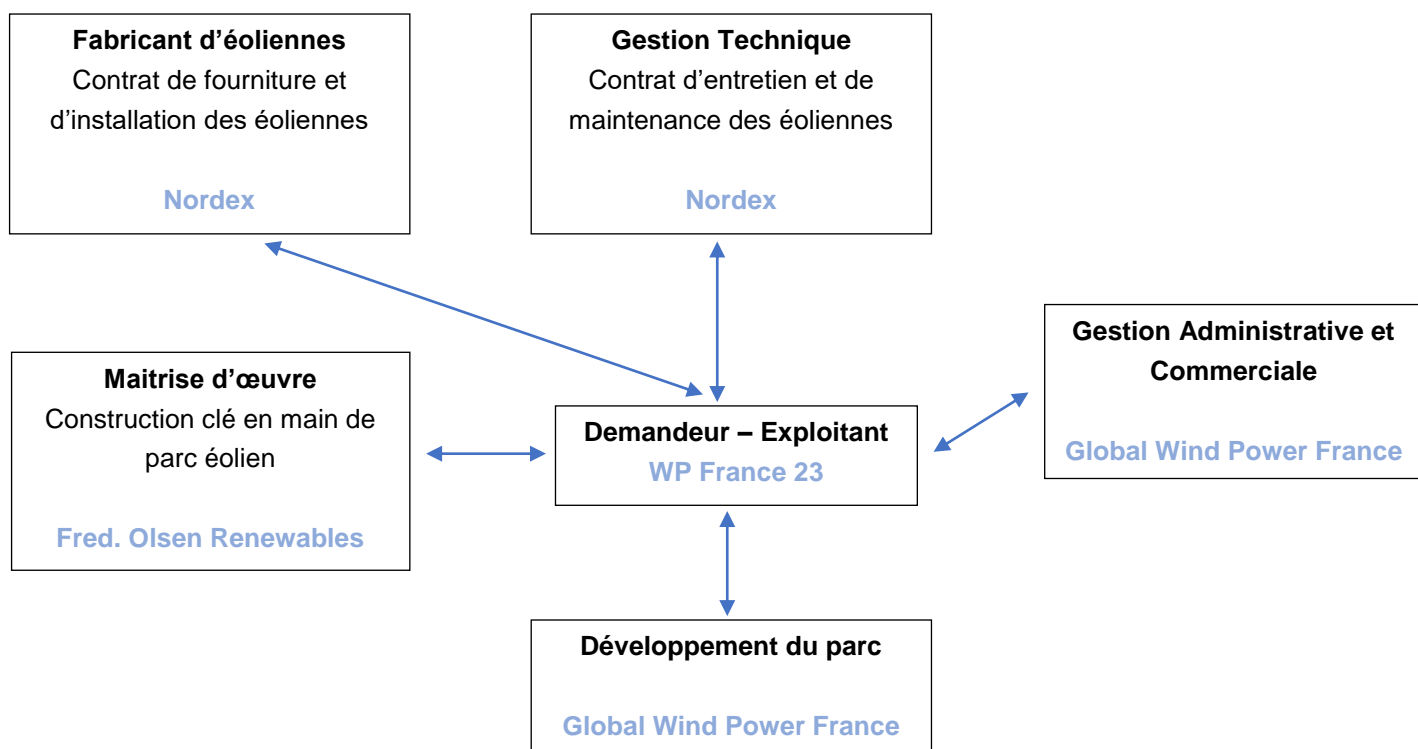 Fabricant d'éoliennes
Contrat de fourniture et
d'installation des éoliennes
Nordex
Gestion Technique
Contrat d'entretien et de
maintenance des éoliennes
Nordex
Gestion Administrative et
Commerciale
Global Wind Power France
Maitrise d'œuvre
Construction clé en main de
parc éolien
Fred. Olsen Renewables
Demandeur – Exploitant
WP France 23
Développement du parc
Global Wind Power France